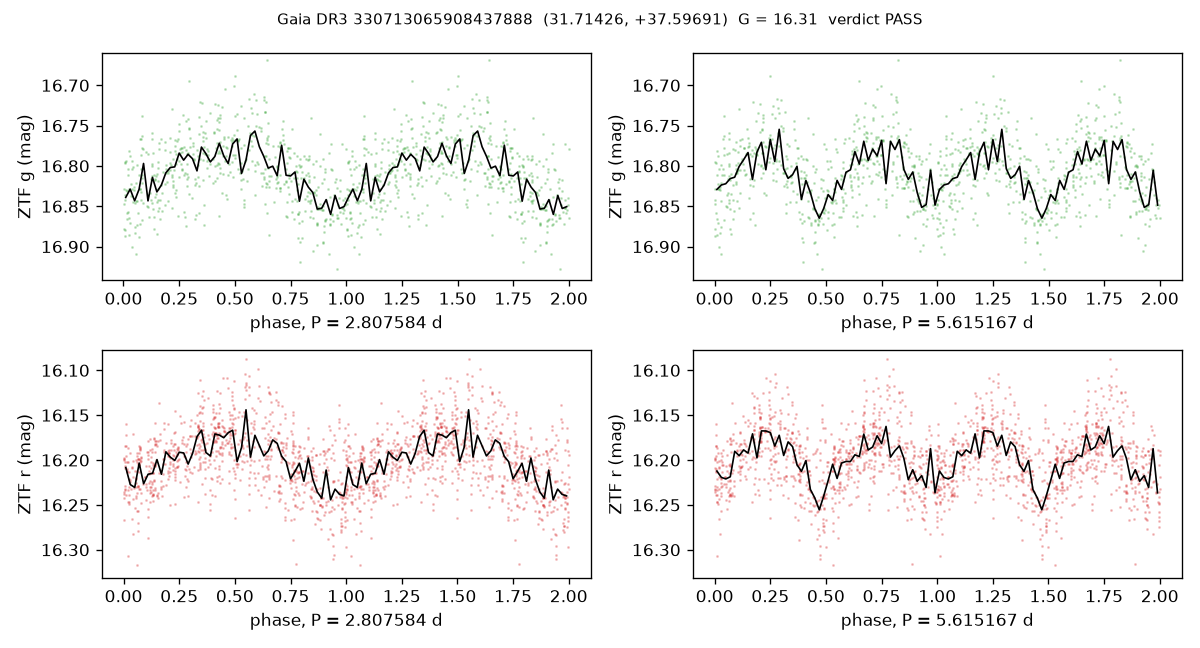 Gaia DR3 330713065908437888 (31.71426, +37.59691) G = 16.31 verdict PASS
ZTF g (mag)
16.70
16.75
16.80
16.85
16.90
0.00 0.25 0.50 0.75 1.00 1.25 1.50 1.75 2.00
phase, P = 2.807584 d
ZTF g (mag)
16.70
16.75
16.80
16.85
16.90
0.00 0.25 0.50 0.75 1.00 1.25 1.50 1.75 2.00
phase, P = 5.615167 d
ZTF r (mag)
16.10
16.15
16.20
16.25
16.30
0.00 0.25 0.50 0.75 1.00 1.25 1.50 1.75 2.00
phase, P = 2.807584 d
ZTF r (mag)
16.10
16.15
16.20
16.25
16.30
0.00 0.25 0.50 0.75 1.00 1.25 1.50 1.75 2.00
phase, P = 5.615167 d